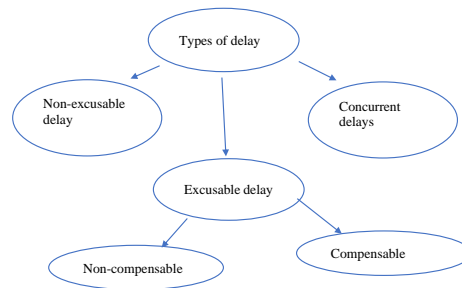 Types of delay
Non-excusable
delay
Concurrent
delays
Excusable delay
Non-compensable
Compensable